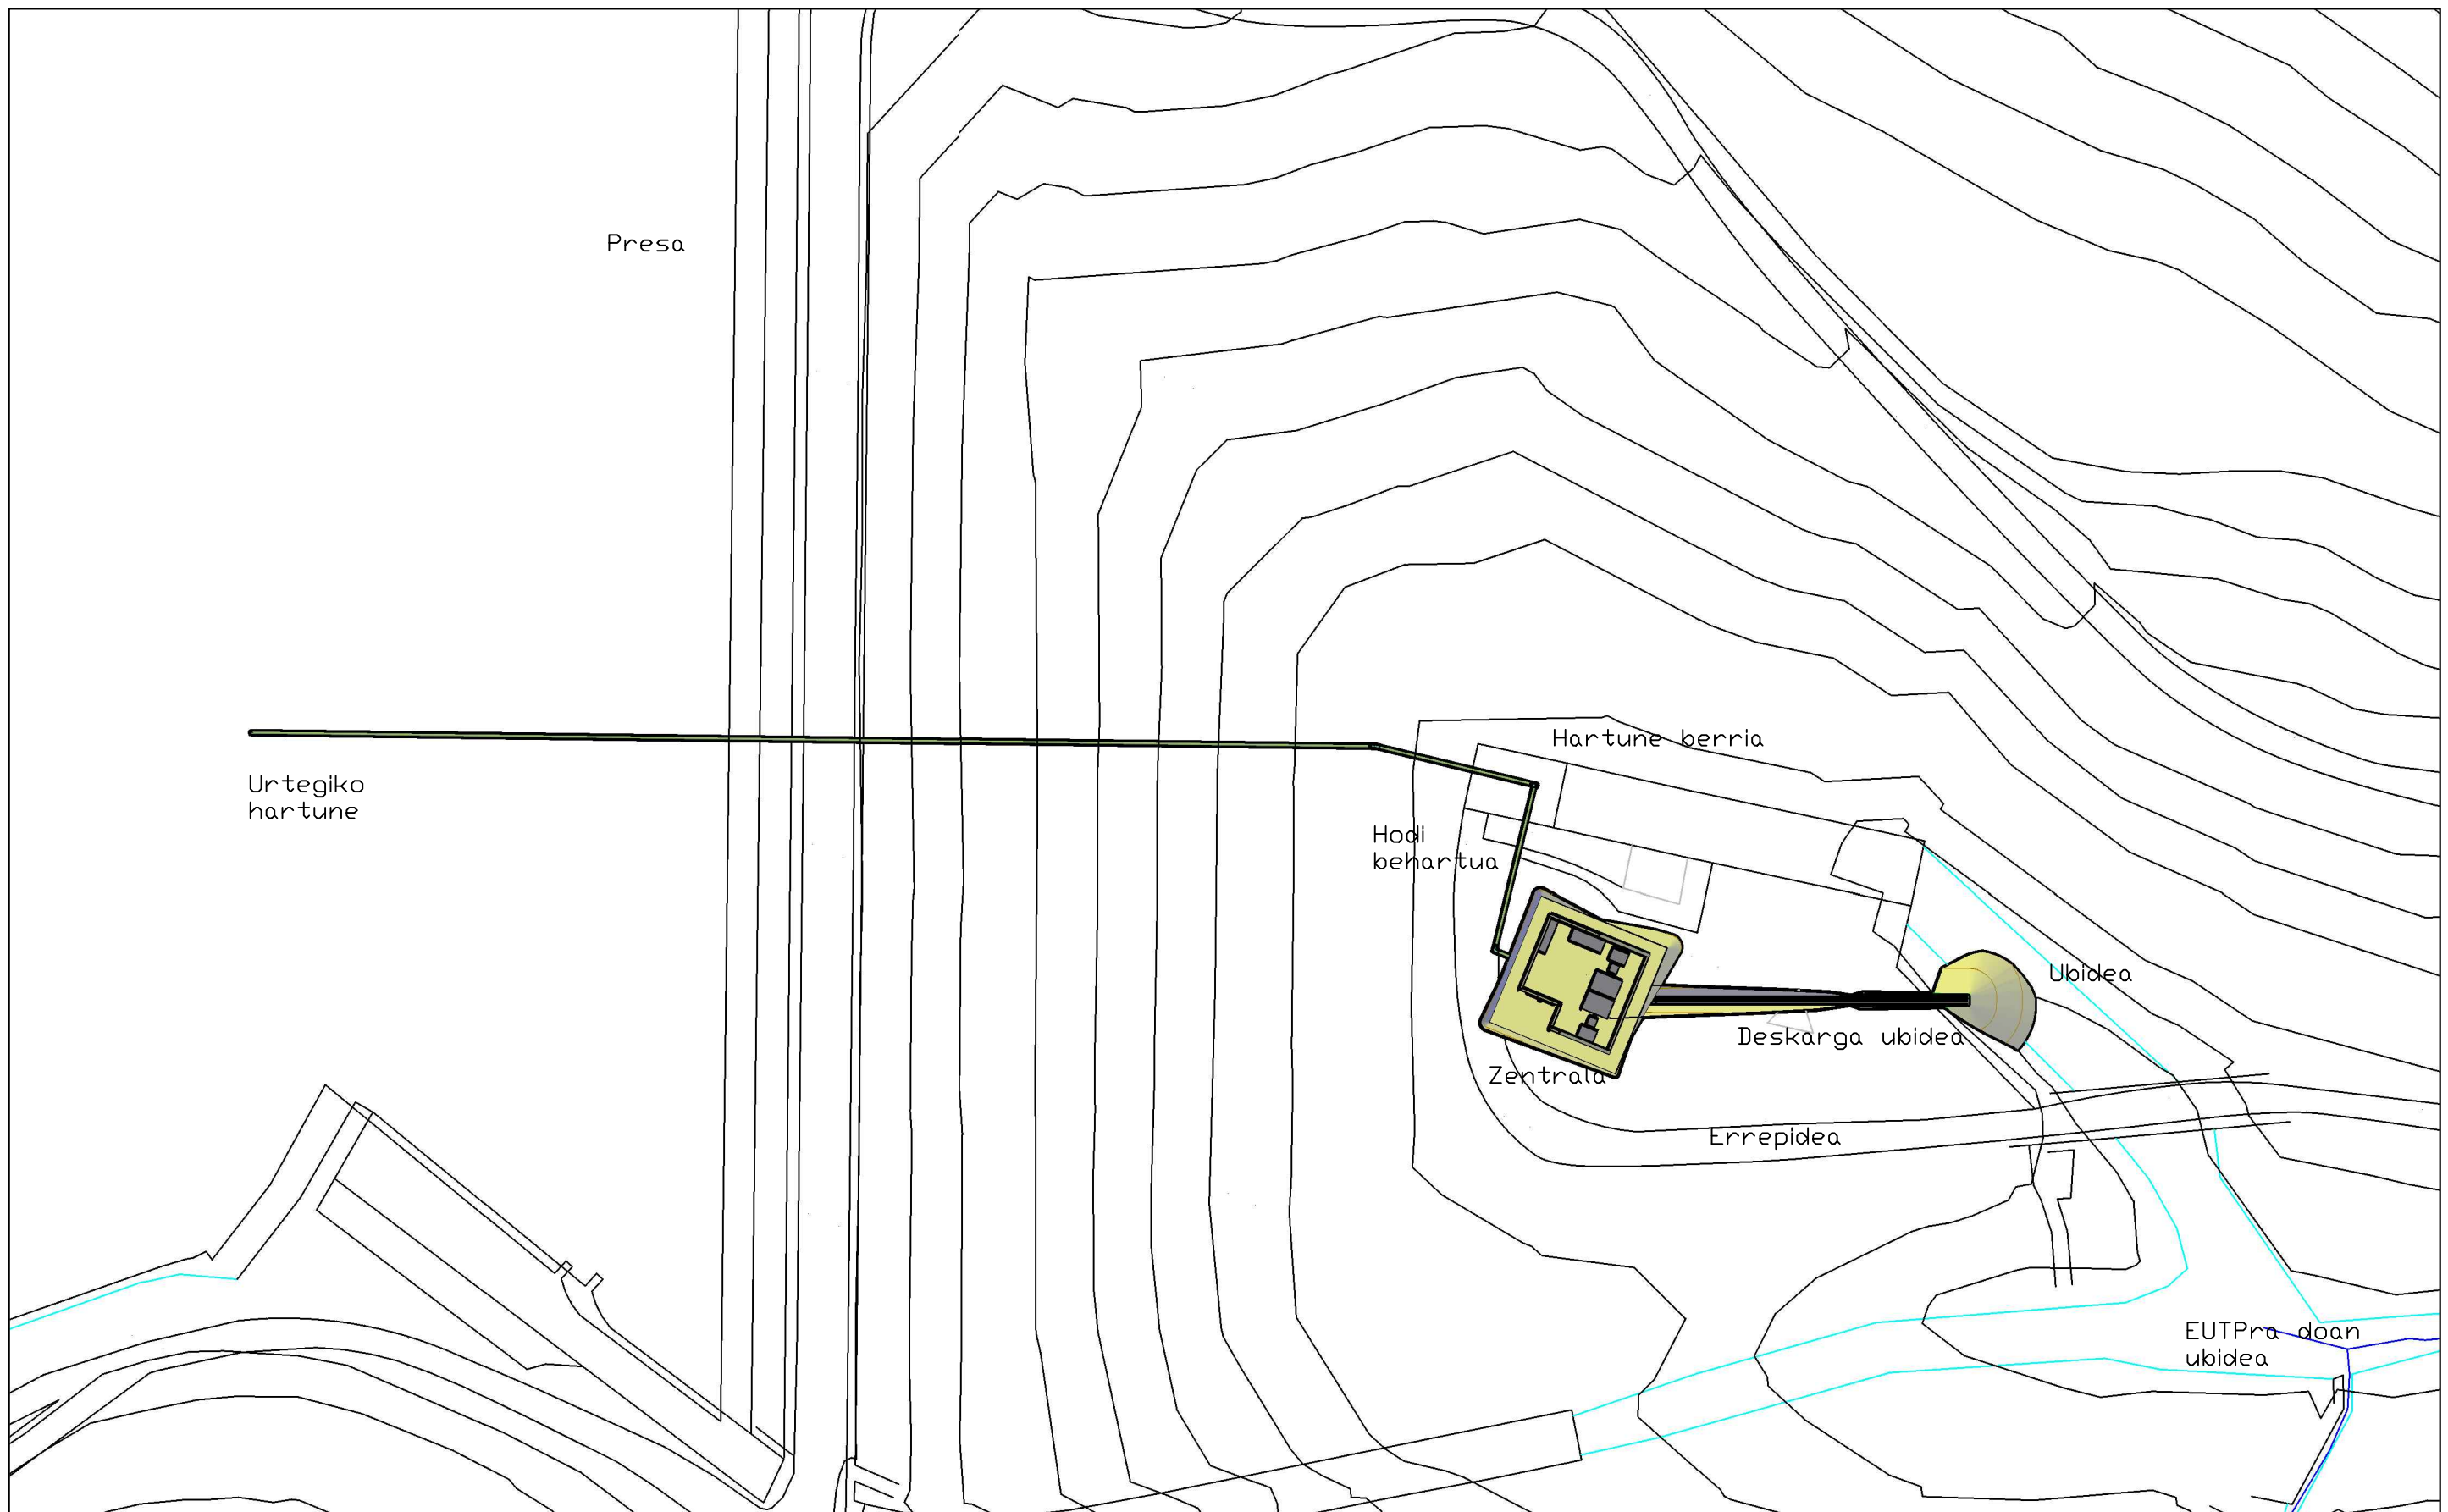 Presa
Hartune berria
Urtegiko
hartune
Hodi
behartua
Ubidea
Deskarga ubidea
Zentrala
Errepidea
EUTPra doan
ubidea